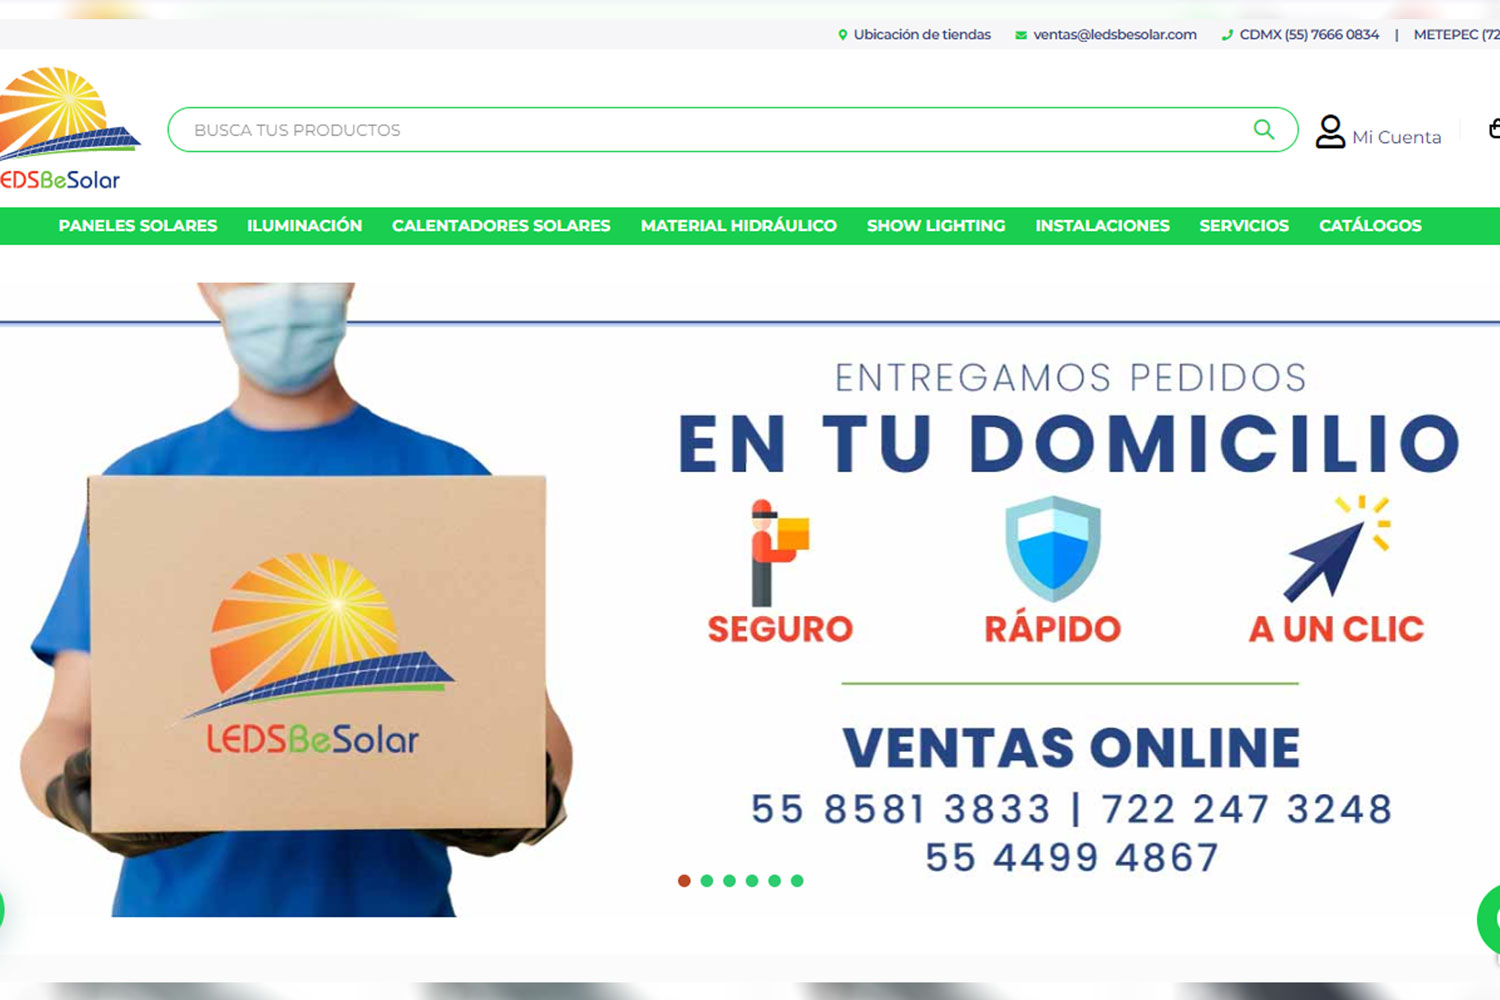 Ubicación de tiendas ventas@ledsbesolar.com CDMX (55) 7666 0834 | METEPEC (72
BUSCA TUS PRODUCTOS
Mi Cuenta
EDSBeSolar
PANELES SOLARES ILUMINACIÓN CALENTADORES SOLARES MATERIAL HIDRÁULICO SHOW LIGHTING INSTALACIONES SERVICIOS CATÁLOGOS
ENTREGAMOS PEDIDOS
EN TU DOMICILIO
SEGURO RÁPIDO A UN CLIC
LEDSBeSolar
VENTAS ONLINE
55 8581 3833 | 722 247 3248
55 4499 4867